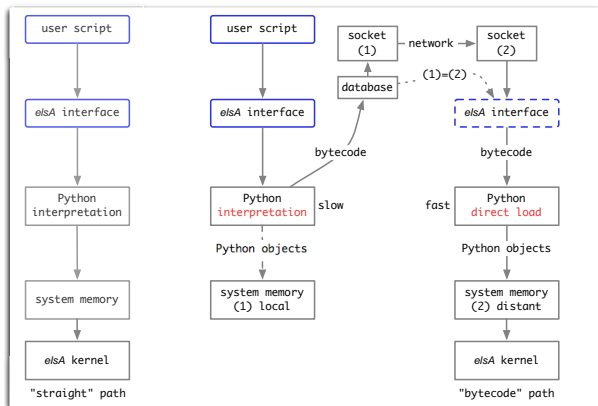 user script
elsA interface
Python
interpretation
system memory
elsA kernel
"straight" path
user script
elsA interface
bytecode
Python
interpretation
slow
Python objects
system memory
(1) local
socket
(1)
network
socket
(2)
database
(1)=(2)
elsA interface
bytecode
fast
Python
direct load
Python objects
system memory
(2) distant
elsA kernel
"bytecode" path